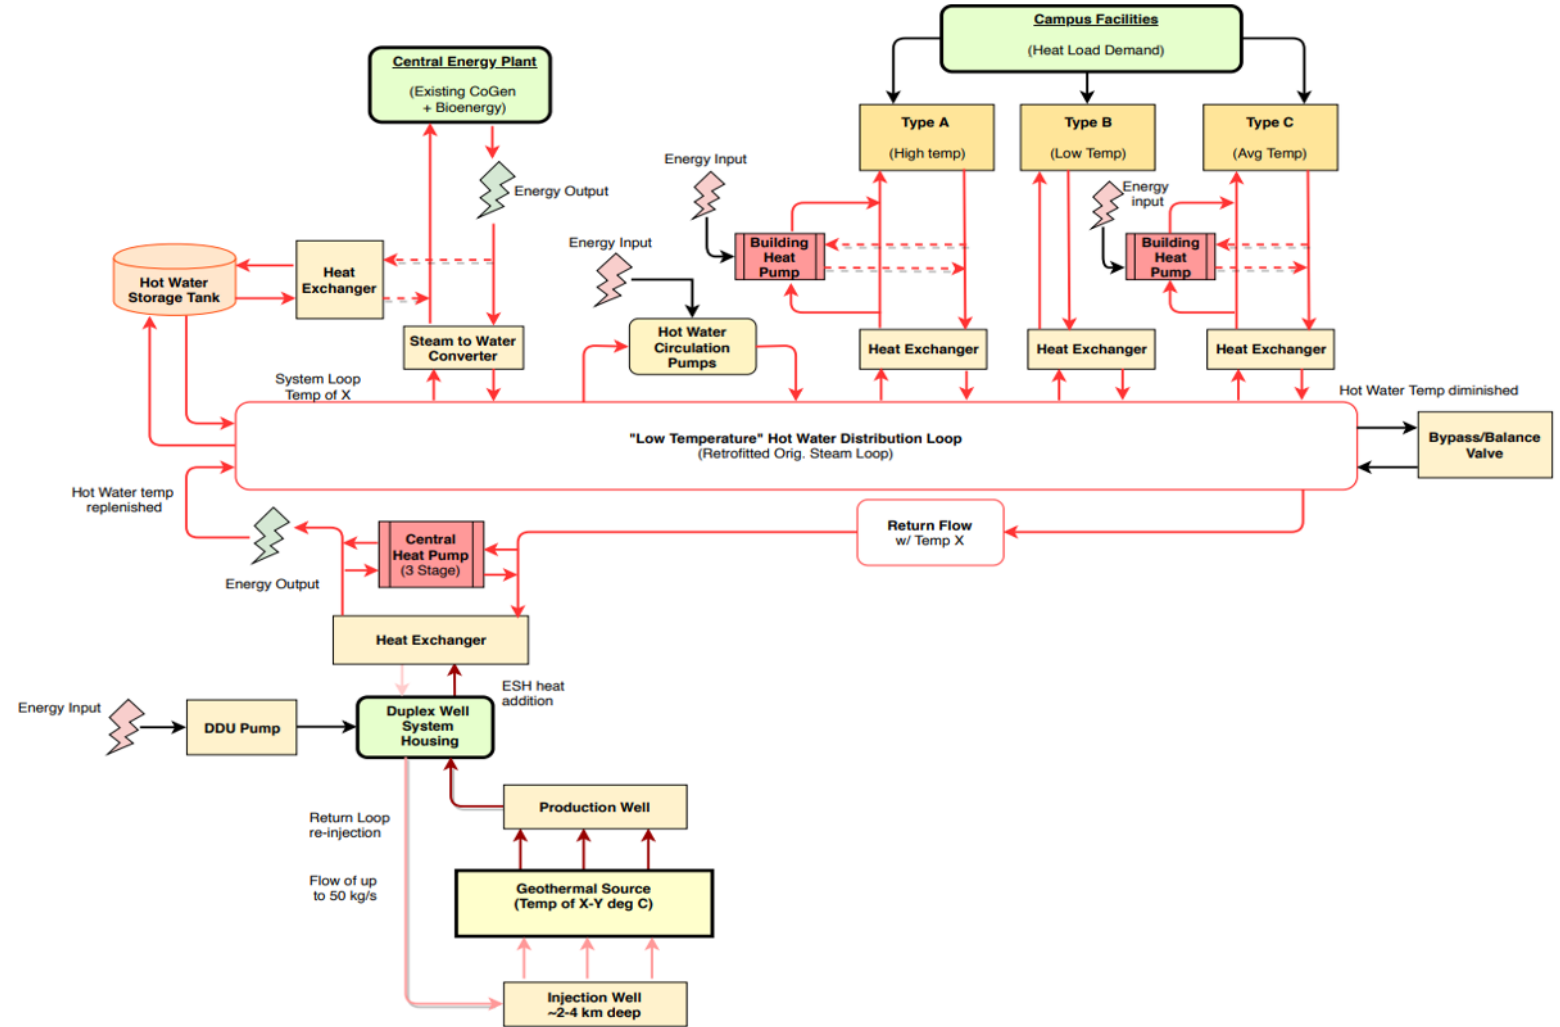 Campus Facilities
(Heat Load Demand)
Central Energy Plant
(Existing CoGen
+ Bioenergy)
Type A
(High temp)
Type B
(Low Temp)
Type C
(Avg Temp)
Energy Input
Energy
input
Energy Output
Energy Input
Building
Heat
Pump
Building
Heat
Pump
Hot Water
Storage Tank
Heat
Exchanger
Steam to Water
Converter
Hot Water
Circulation
Pumps
Heat Exchanger
Heat Exchanger
Heat Exchanger
System Loop
Temp of X
Hot Water Temp diminished
"Low Temperature" Hot Water Distribution Loop
(Retrofitted Orig. Steam Loop)
Bypass/Balance
Valve
Hot Water temp
replenished
Return Flow
w/ Temp X
Central
Heat Pump
(3 Stage)
Energy Output
Heat Exchanger
ESH heat
addition
Energy Input
DDU Pump
Duplex Well
System
Housing
Production Well
Return Loop
re-injection
Flow of up
to 50 kg/s
Geothermal Source
(Temp of X-Y deg C)
Injection Well
~2-4 km deep